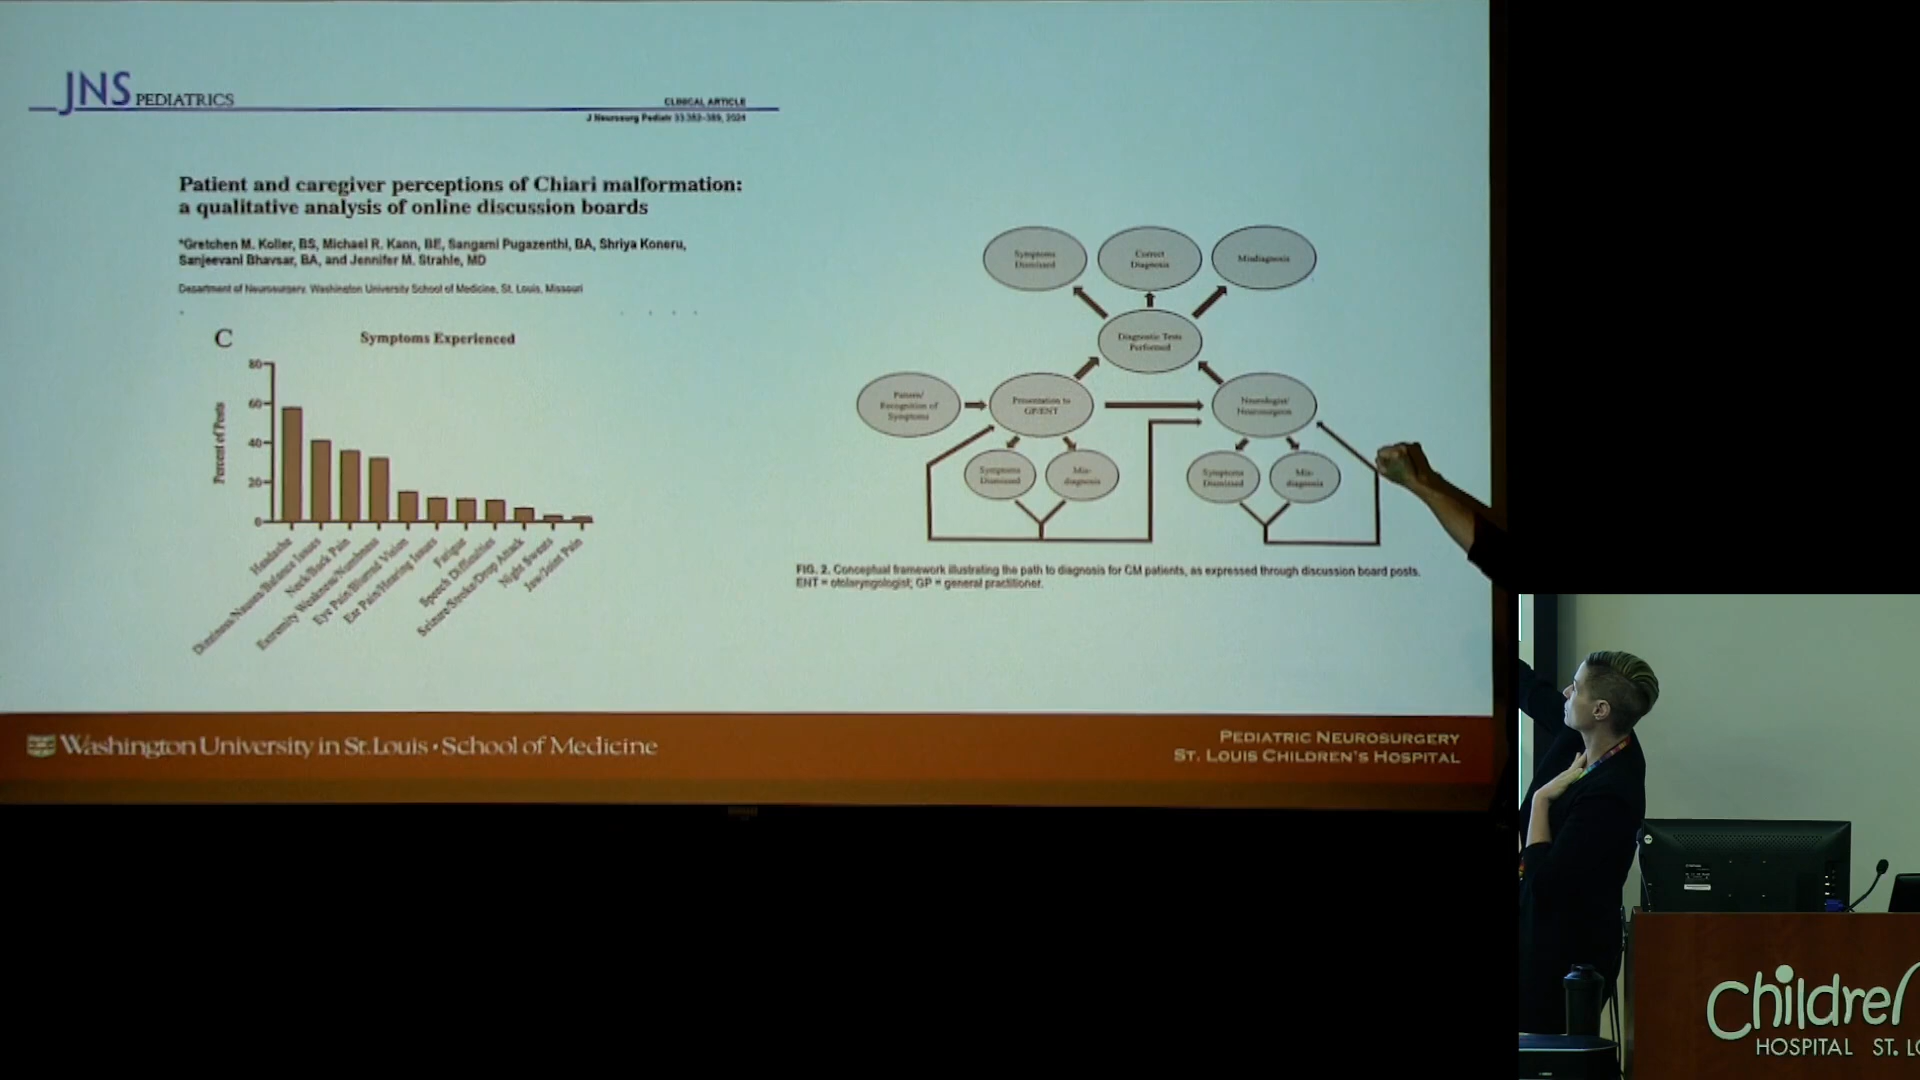 JNS PEDIATRICS
CLINICAL ARTICLE
J Neurosurg Pediatr 33:383–389, 2024
Patient and caregiver perceptions of Chiari malformation:
a qualitative analysis of online discussion boards
*Gretchen M. Koller, BS, Michael R. Kann, BE, Sangami Pugazenthi, BA, Shriya Koneru,
Sanjeevani Bhavsar, BA, and Jennifer M. Strahle, MD
Department of Neurosurgery, Washington University School of Medicine, St. Louis, Missouri
C
Symptoms Experienced
Percent of Posts
80
60
40
20
0
Headache
Dizziness/Nausea/Balance Issues
Neck/Back Pain
Extremity Weakness/Numbness
Eye Pain/Blurred Vision
Ear Pain/Hearing Issues
Fatigue
Speech Difficulties
Seizure/Stroke/Drop Attack
Night Sweats
Jaw/Joint Pain
Symptoms
Dismissed
Correct
Diagnosis
Misdiagnosis
Diagnostic Tests
Performed
Patient/
Recognition of
Symptoms
Presentation to
GP/ENT
Neurologist/
Neurosurgeon
Symptoms
Dismissed
Mis-
diagnosis
Symptoms
Dismissed
Mis-
diagnosis
FIG. 2. Conceptual framework illustrating the path to diagnosis for CM patients, as expressed through discussion board posts.
ENT = otolaryngologist; GP = general practitioner.
Washington University in St. Louis • School of Medicine
PEDIATRIC NEUROSURGERY
ST. LOUIS CHILDREN'S HOSPITAL
Childre
HOSPITAL ST. LO